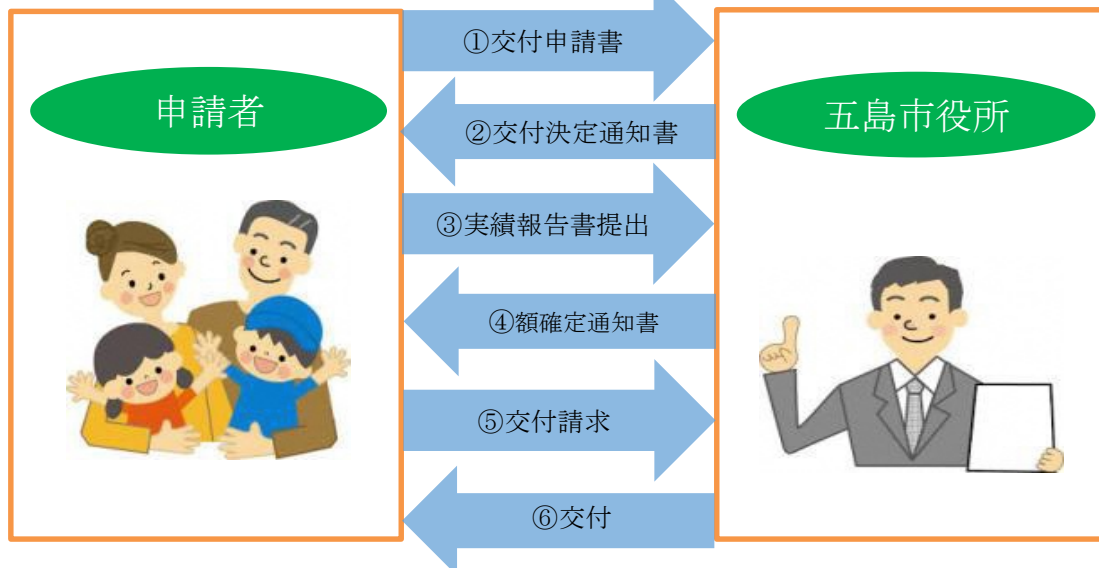 申請者
①交付申請書
②交付決定通知書
③実績報告書提出
④額確定通知書
⑤交付請求
⑥交付
五島市役所